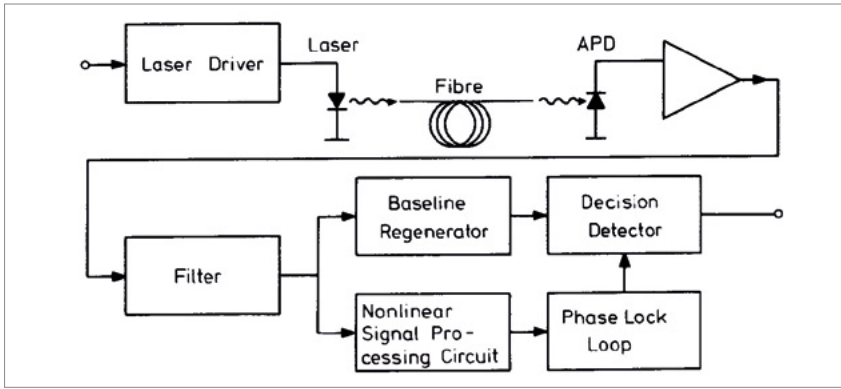 Laser Driver
Laser
Fibre
APD
Baseline
Regenerator
Decision
Detector
Filter
Nonlinear
Signal Pro-
cessing Circuit
Phase Lock
Loop